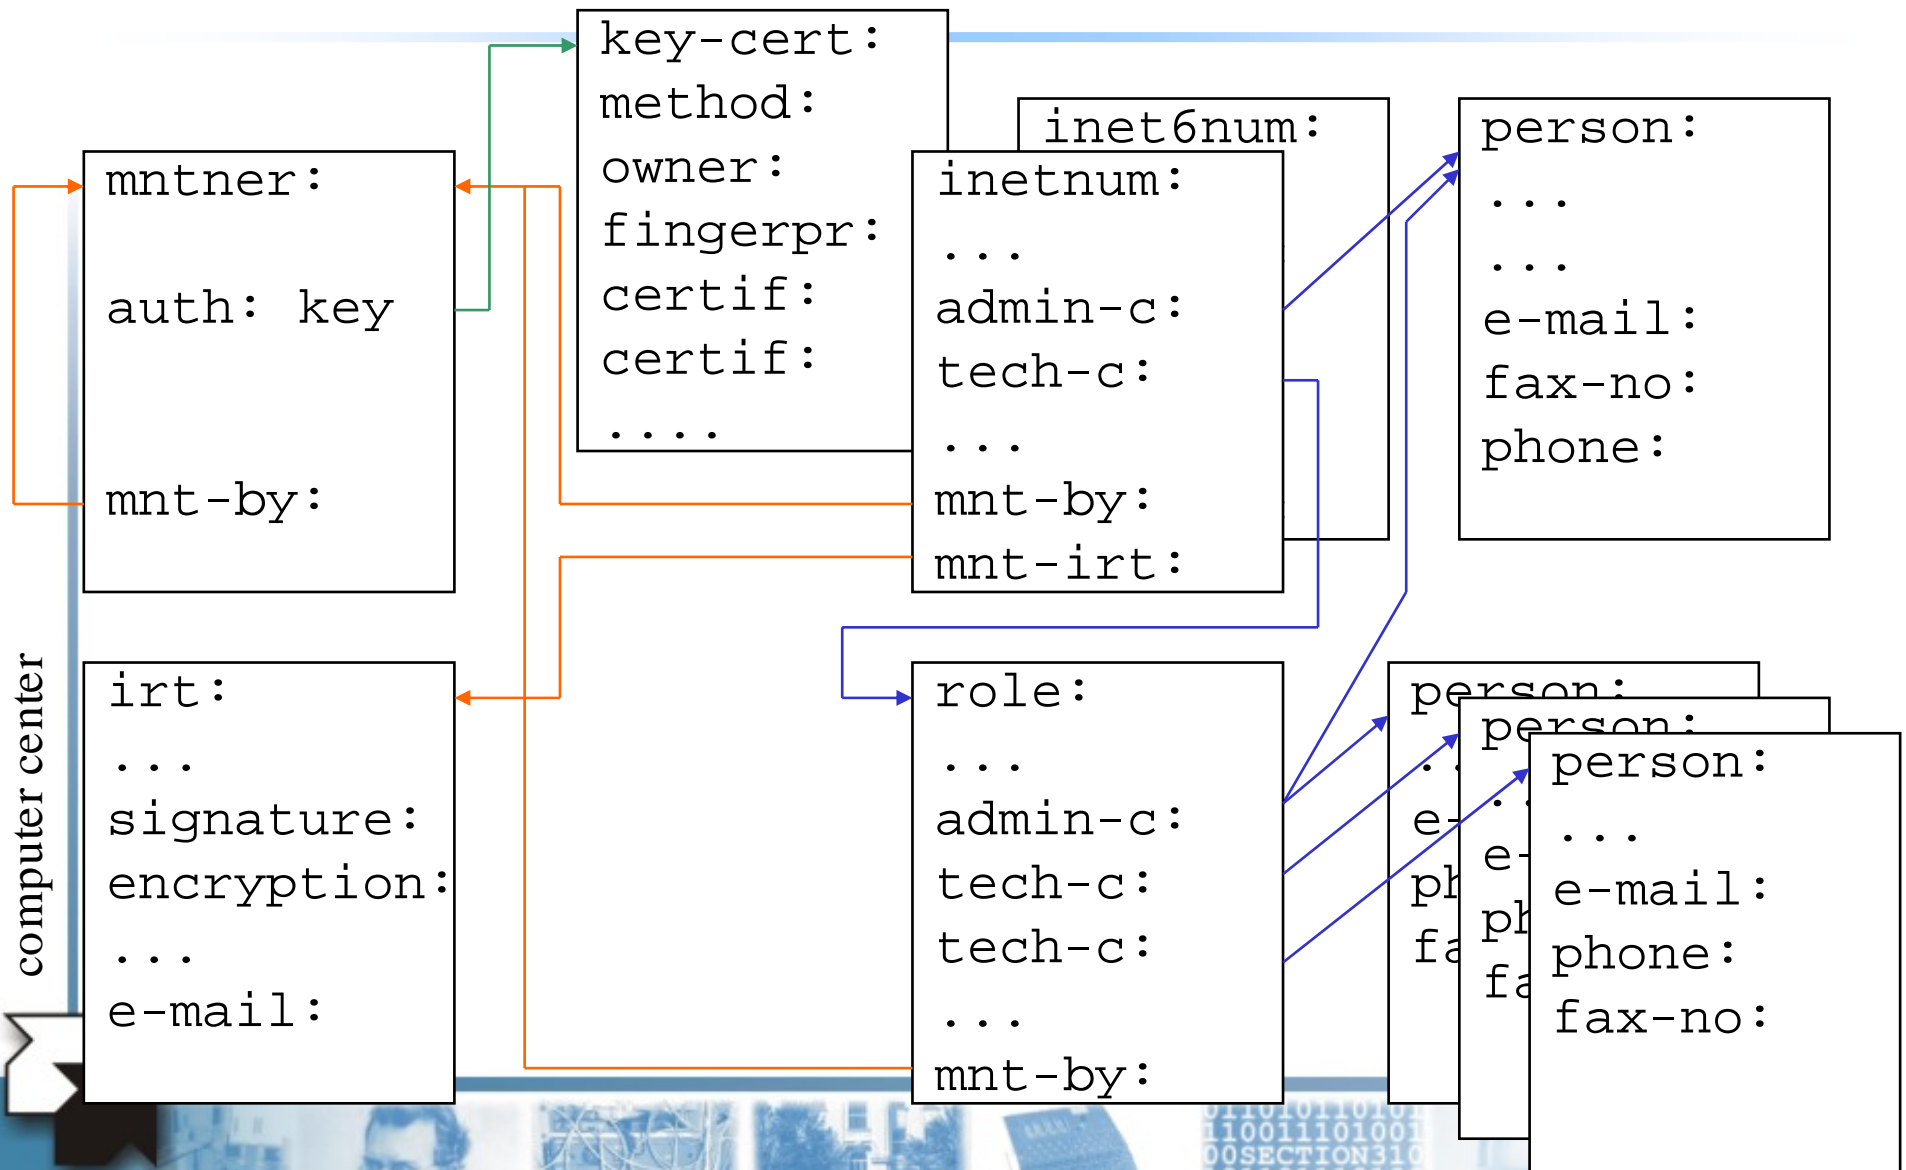 key-cert:
method:
owner:
fingerpr:
certif:
certif:
....
inet6num:
person:
...
...
e-mail:
fax-no:
phone:
mntner:
auth: key
mnt-by:
inetnum:
...
admin-c:
tech-c:
...
mnt-by:
mnt-irt:
irt:
...
signature:
encryption:
...
e-mail:
role:
...
admin-c:
tech-c:
tech-c:
...
mnt-by:
person:
person:
person:
...
e-mail:
phone:
fax-no:
computer center